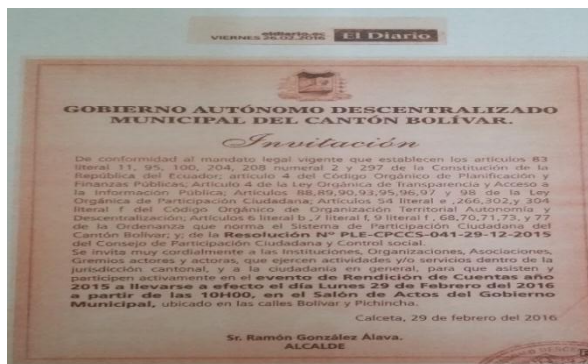 eldiario.ec
VIERNES 26.02.2016 El Diario
GOBIERNO AUTÓNOMO DESCENTRALIZADO
MUNICIPAL DEL CANTÓN BOLÍVAR.
Invitación
De conformidad al mandato legal vigente que establecen los artículos 83
literal 11, 95, 100, 204, 208 numeral 2 y 297 de la Constitución de la
República del Ecuador; artículo 4 del Código Orgánico de Planificación y
Finanzas Públicas; Artículo 4 de la Ley Orgánica de Transparencia y Acceso a
la Información Pública; Artículos 88,89,90,93,95,96,97 y 98 de la Ley
Orgánica de Participación Ciudadana; Artículos 54 literal e ,266,302,y 304
literal f del Código Orgánico de Organización Territorial Autonomía y
Descentralización; Artículos 6 literal b , 7 literal f, 9 literal f , 68,70,71,73, y 77
de la Ordenanza que norma el Sistema de Participación Ciudadana del
Cantón Bolívar; y, de la Resolución N° PLE-CPCCS-041-29-12-2015
del Consejo de Participación Ciudadana y Control social.
Se invita muy cordialmente a las Instituciones, Organizaciones, Asociaciones,
Gremios actores y actoras, que ejercen actividades y/o servicios dentro de la
jurisdicción cantonal, y a la ciudadanía en general, para que asistan y
participen activamente en el evento de Rendición de Cuentas año
2015 a llevarse a efecto el día Lunes 29 de Febrero del 2016
a partir de las 10H00, en el Salón de Actos del Gobierno
Municipal, ubicado en las calles Bolívar y Pichincha.
Calceta, 29 de febrero del 2016
Sr. Ramón González Álava.
ALCALDE